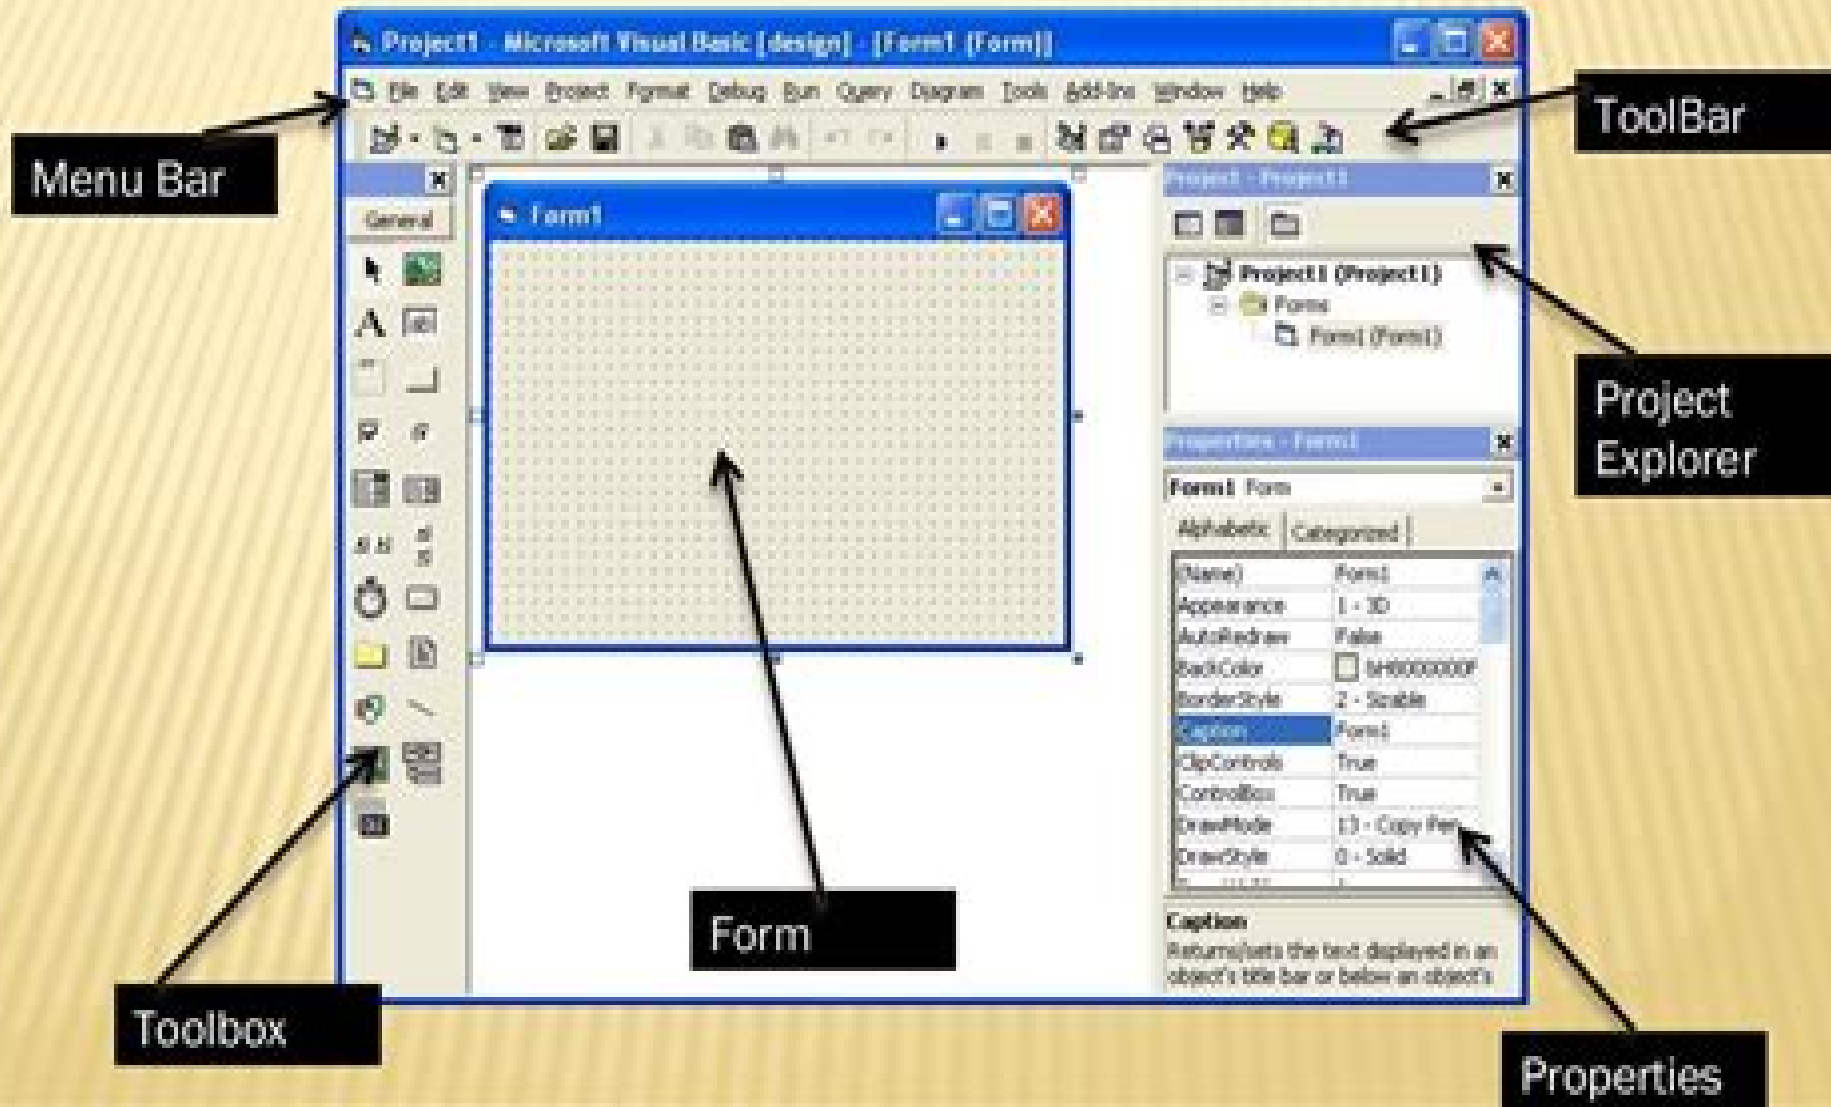 Project1 - Microsoft Visual Basic [design] - [Form1 (Form)]
File Edit View Project Format Debug Run Query Diagram Tools Add-Ins Window Help
ToolBar
Menu Bar
General
Form1
Project - Project1
Project1 (Project1)
Forms
Form1 (Form1)
Project
Explorer
Properties - Form1
Form1 Form
Alphabetic Categorized
(Name) Form1
Appearance 1 - 3D
AutoRedraw False
BackColor &H8000000F
BorderStyle 2 - Sizable
Caption Form1
ClipControls True
ControlBox True
DrawMode 13 - Copy Pen
DrawStyle 0 - Solid
Form
Caption
Returns/sets the text displayed in an
object's title bar or below an object's
Toolbox
Properties